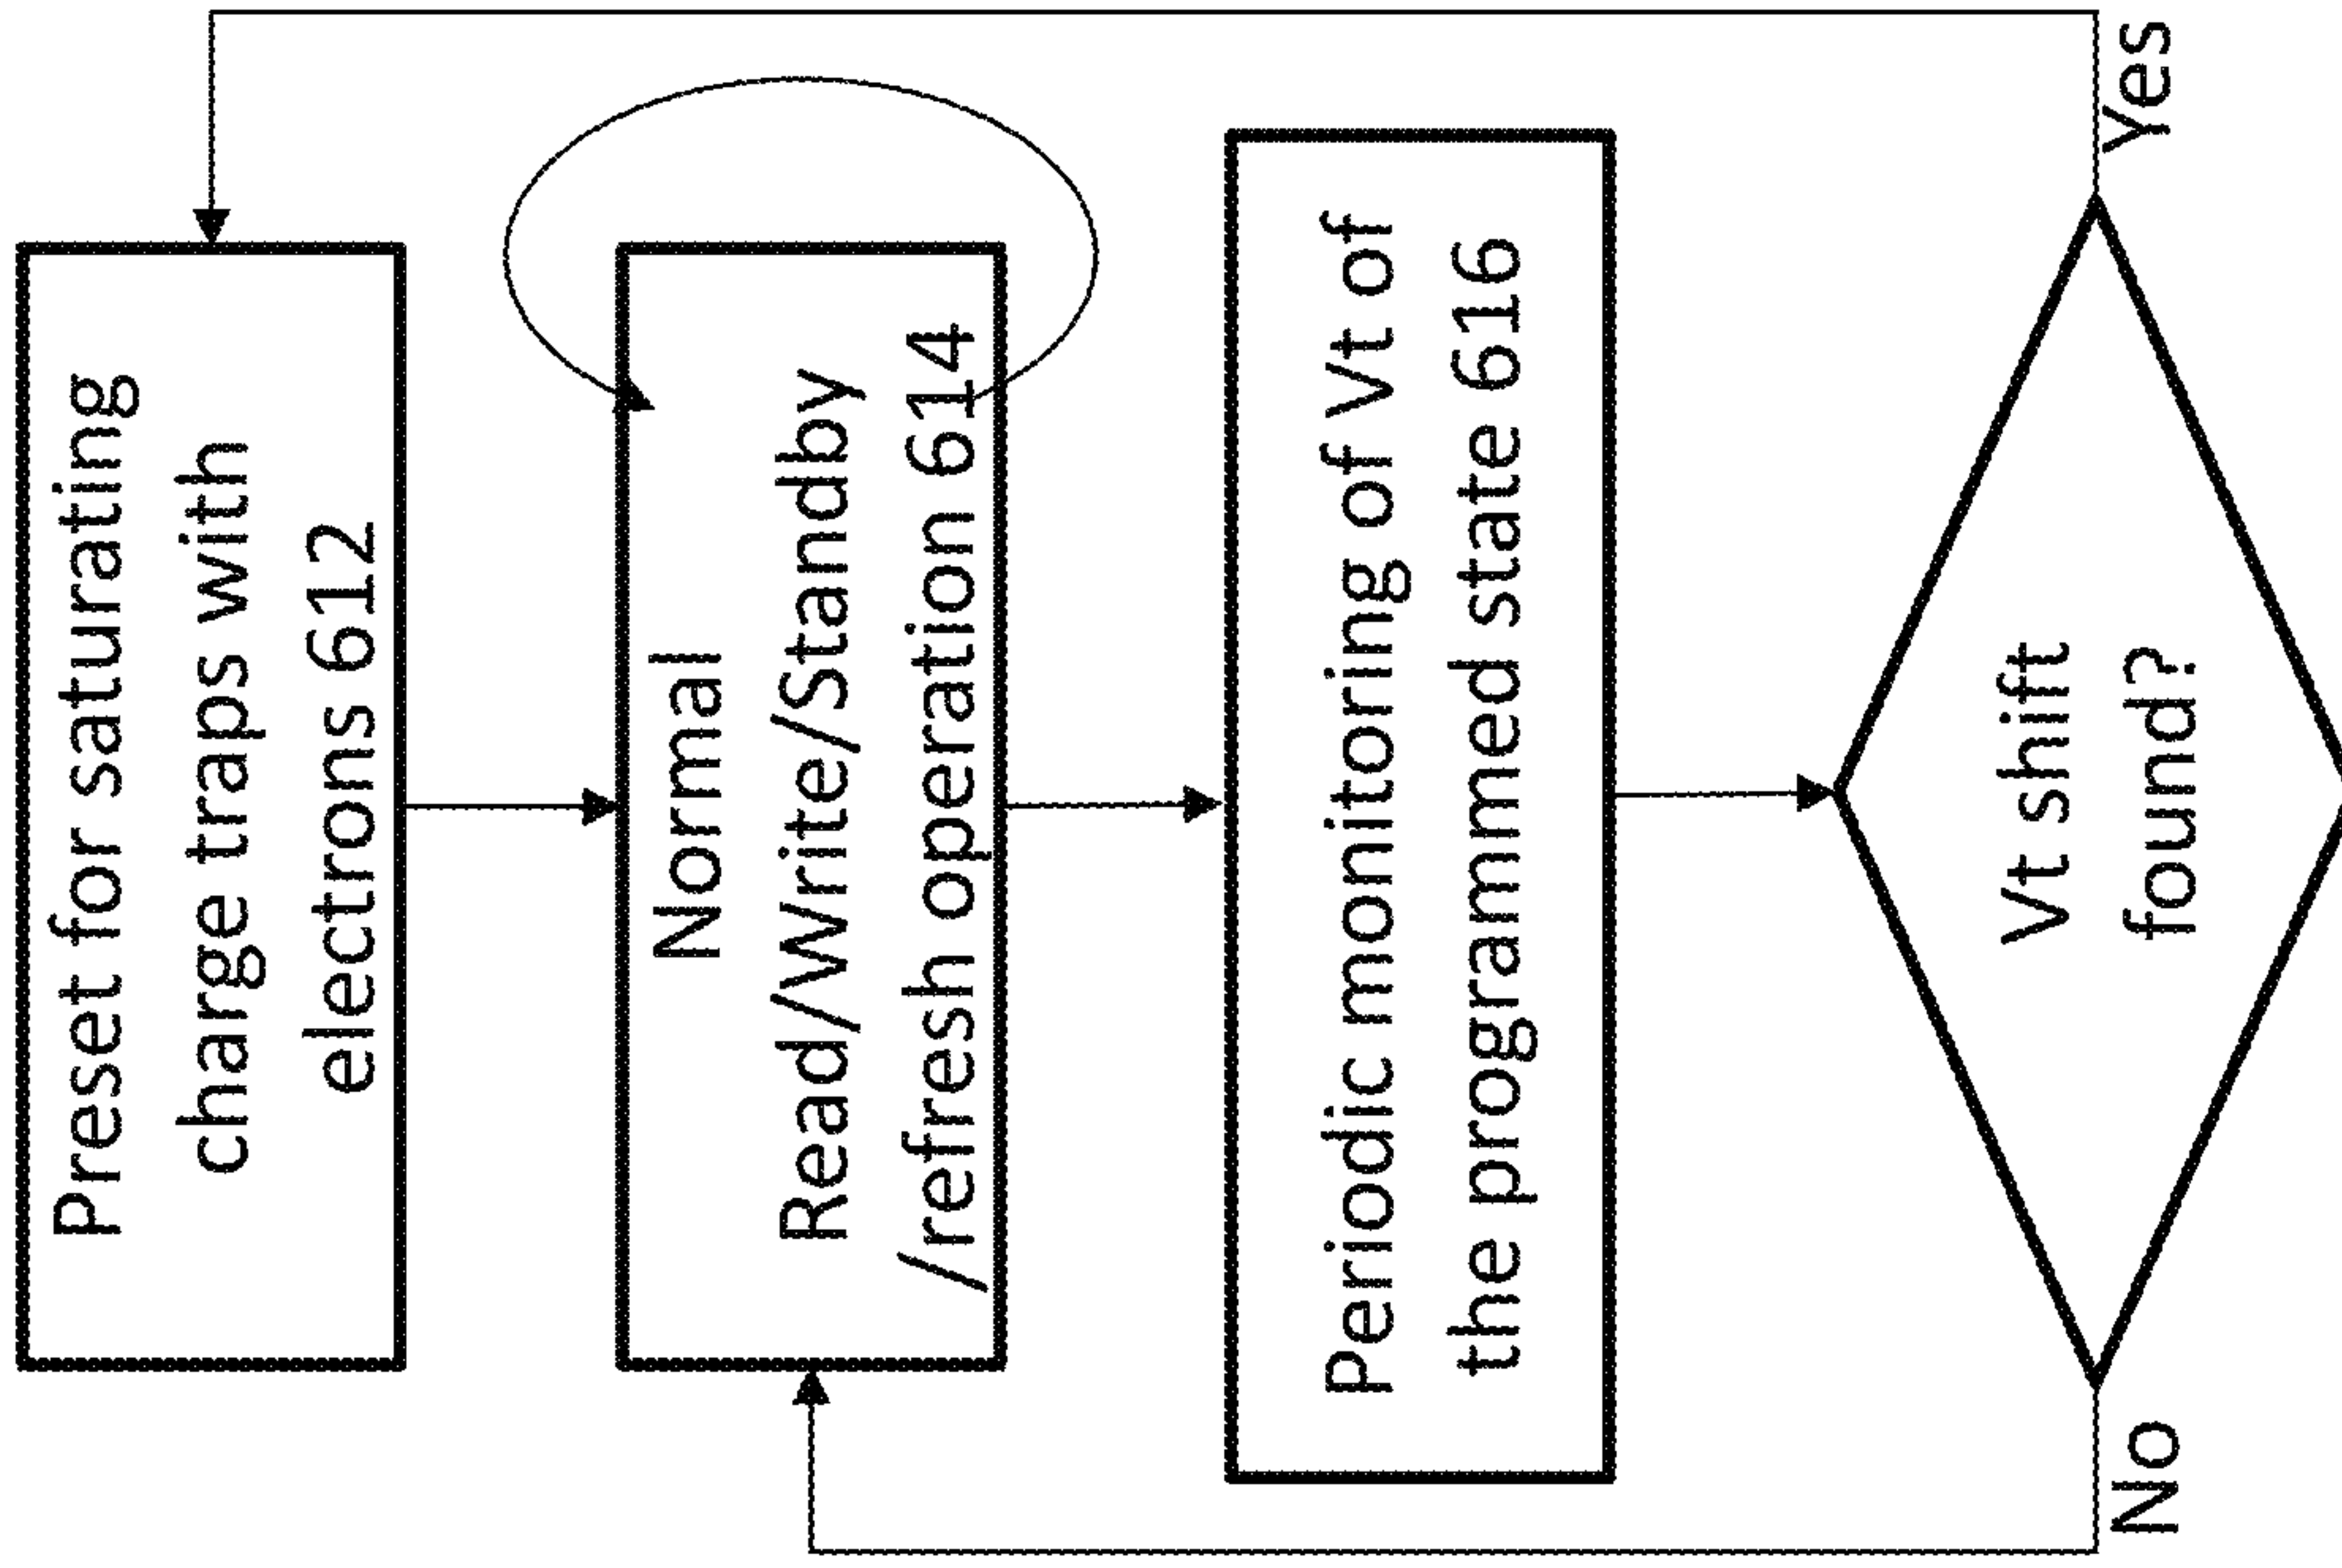 Preset for saturating
charge traps with
electrons 612
Normal
Read/Write/Standby
/refresh operation 614
Periodic monitoring of Vt of
the programmed state 616
Vt shift
found?
No
Yes